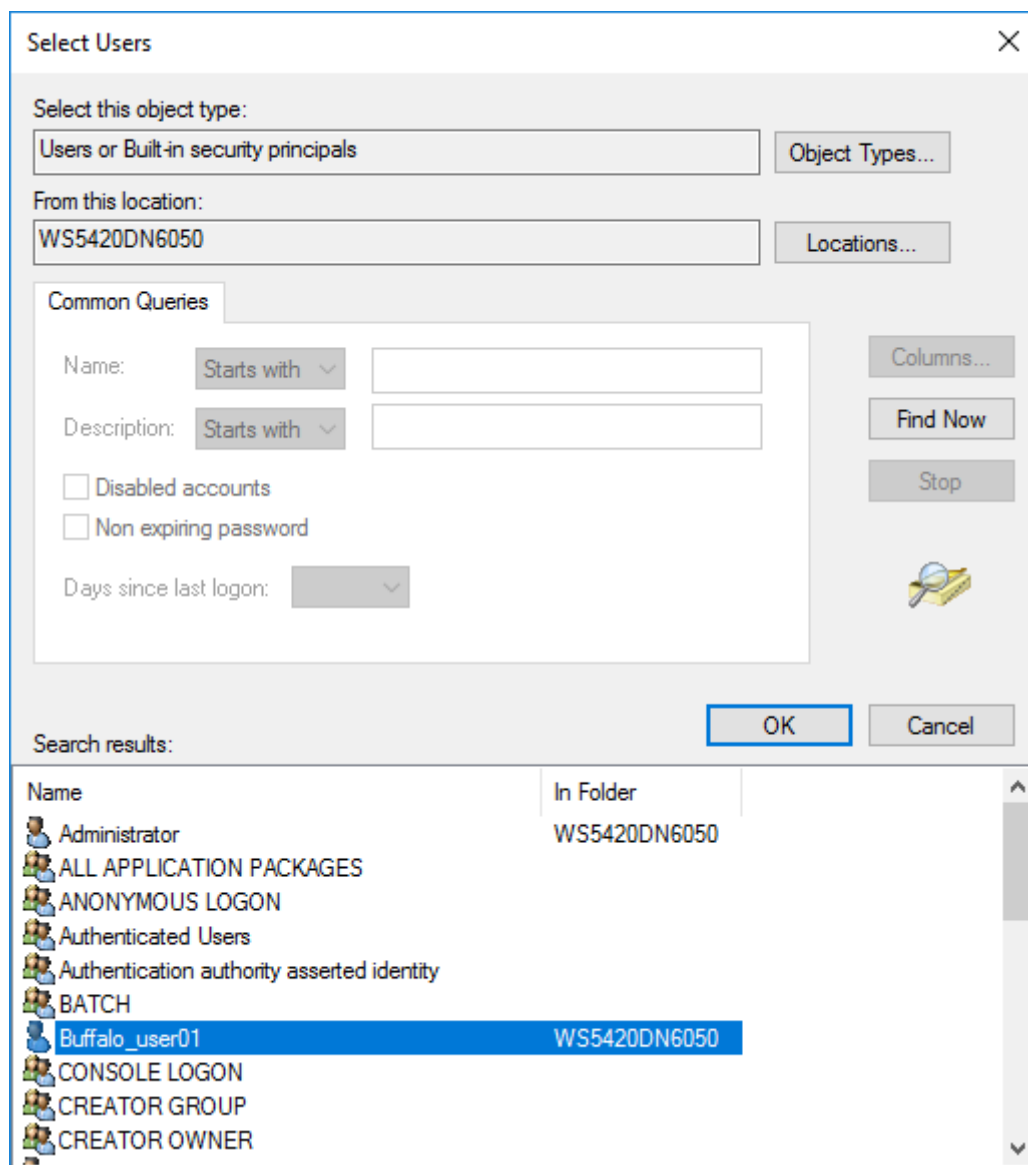 Select Users
Select this object type:
Users or Built-in security principals
Object Types...
From this location:
WS5420DN6050
Locations...
Common Queries
Name: Starts with
Columns...
Description: Starts with
Find Now
Disabled accounts
Stop
Non expiring password
Days since last logon:
OK Cancel
Search results:
Name In Folder
Administrator WS5420DN6050
ALL APPLICATION PACKAGES
ANONYMOUS LOGON
Authenticated Users
Authentication authority asserted identity
BATCH
Buffalo_user01 WS5420DN6050
CONSOLE LOGON
CREATOR GROUP
CREATOR OWNER